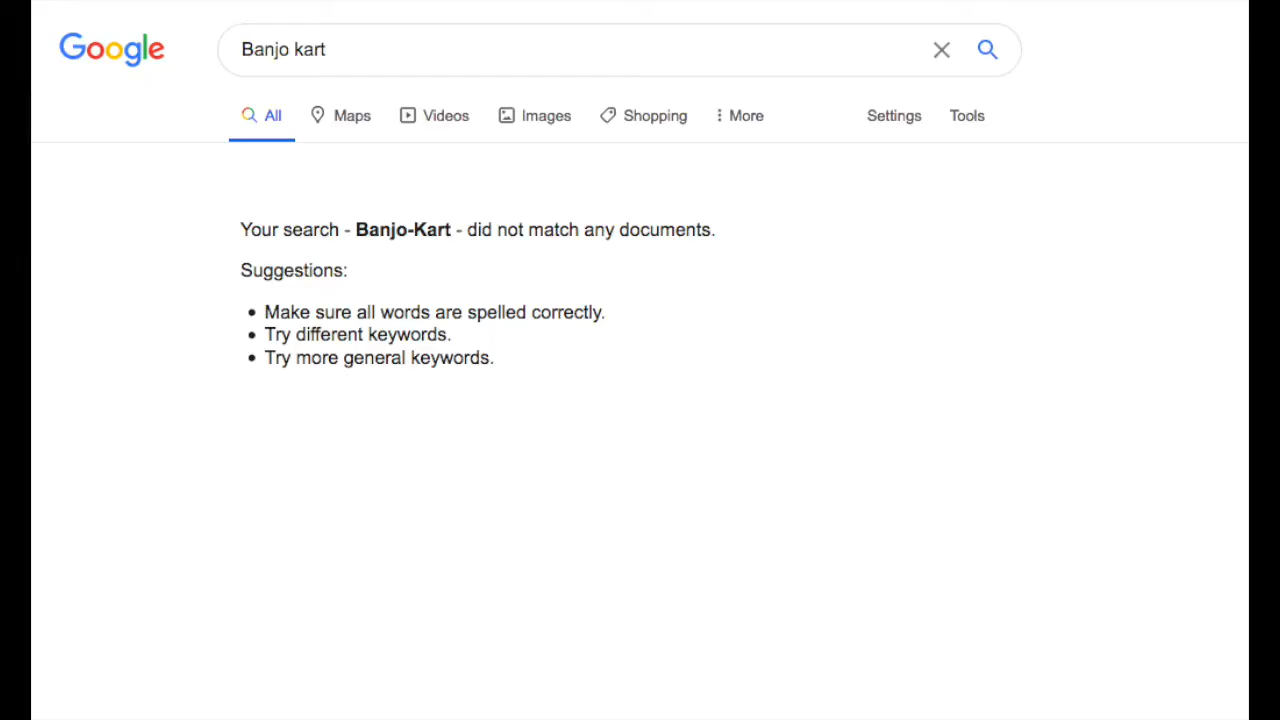 Google
Banjo kart
All Maps Videos Images Shopping More Settings Tools
Your search - Banjo-Kart - did not match any documents.
Suggestions:
• Make sure all words are spelled correctly.
• Try different keywords.
• Try more general keywords.